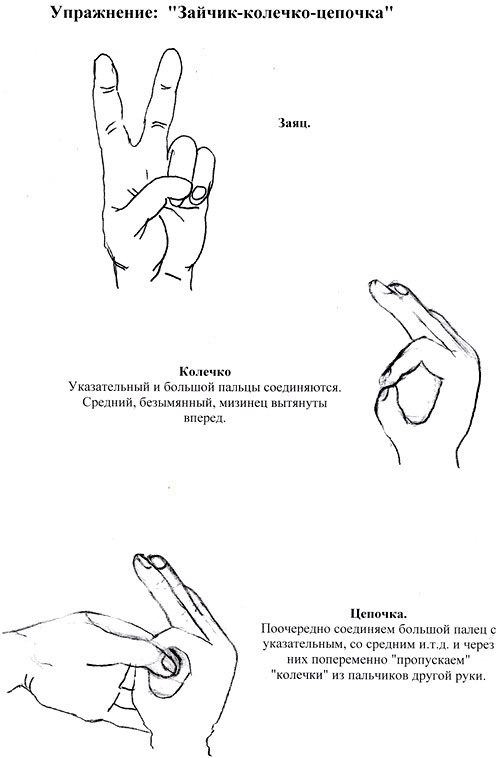 Упражнение: "Зайчик-колечко-цепочка"
Заяц.
Колечко
Указательный и большой пальцы соединяются.
Средний, безымянный, мизинец вытянуты
вперед.
Цепочка.
Поочередно соединяем большой палец с
указательным, со средним и.т.д. и через
них попеременно "пропускаем"
"колечки" из пальчиков другой руки.